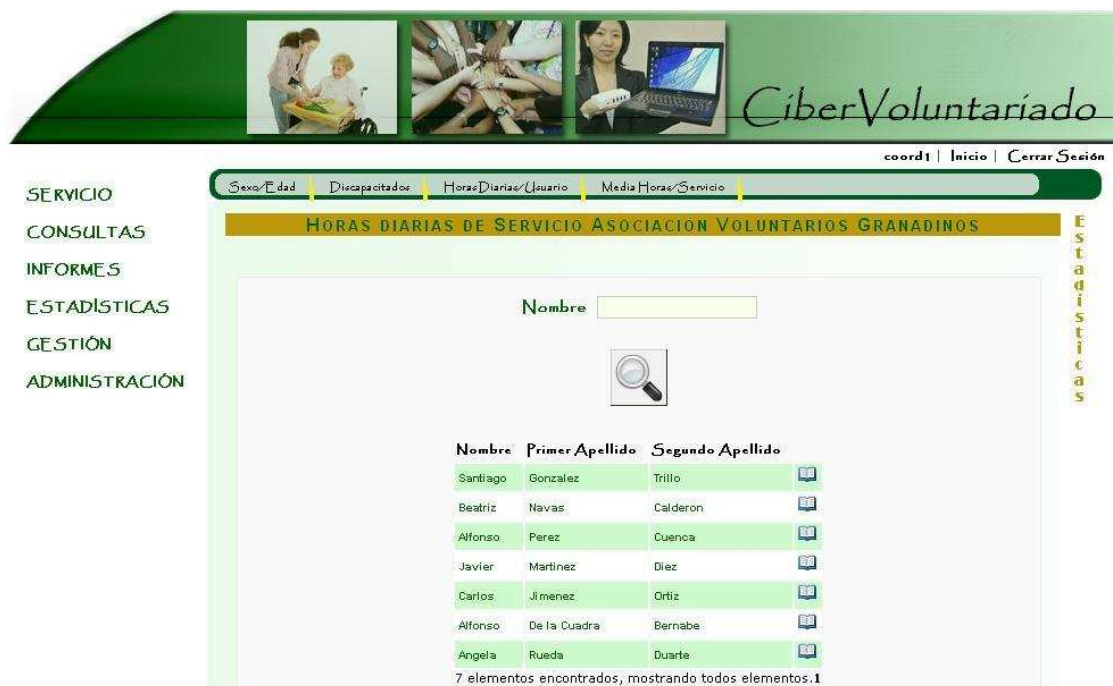 CiberVoluntariado
coord1 | Inicio | Cerrar Sesión
SERVICIO
CONSULTAS
INFORMES
ESTADÍSTICAS
GESTIÓN
ADMINISTRACIÓN
Sexo/Edad Discapacitados HorasDiarias/Usuario Media Horas/Servicio
HORAS DIARIAS DE SERVICIO ASOCIACION VOLUNTARIOS GRANADINOS
Estadisticas
Nombre
Nombre Primer Apellido Segundo Apellido
Santiago Gonzalez Trillo
Beatriz Navas Calderon
Alfonso Perez Cuenca
Javier Martinez Diez
Carlos Jimenez Ortiz
Alfonso De la Cuadra Bernabe
Angela Rueda Duarte
7 elementos encontrados, mostrando todos elementos.1